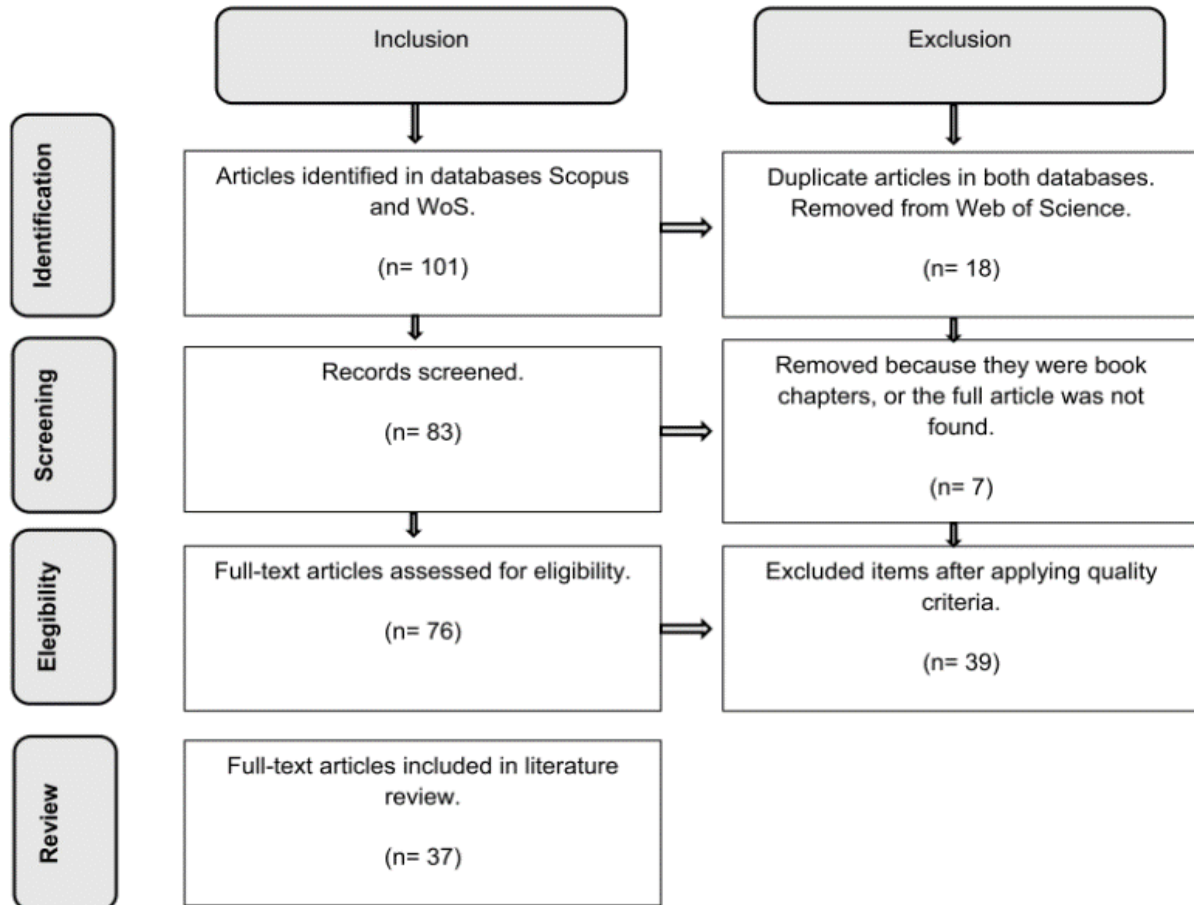 Inclusion
Exclusion
Identification
Articles identified in databases Scopus
and WoS.
(n= 101)
Duplicate articles in both databases.
Removed from Web of Science.
(n= 18)
Screening
Records screened.
(n= 83)
Removed because they were book
chapters, or the full article was not
found.
(n= 7)
Elegibility
Full-text articles assessed for eligibility.
(n= 76)
Excluded items after applying quality
criteria.
(n= 39)
Review
Full-text articles included in literature
review.
(n= 37)